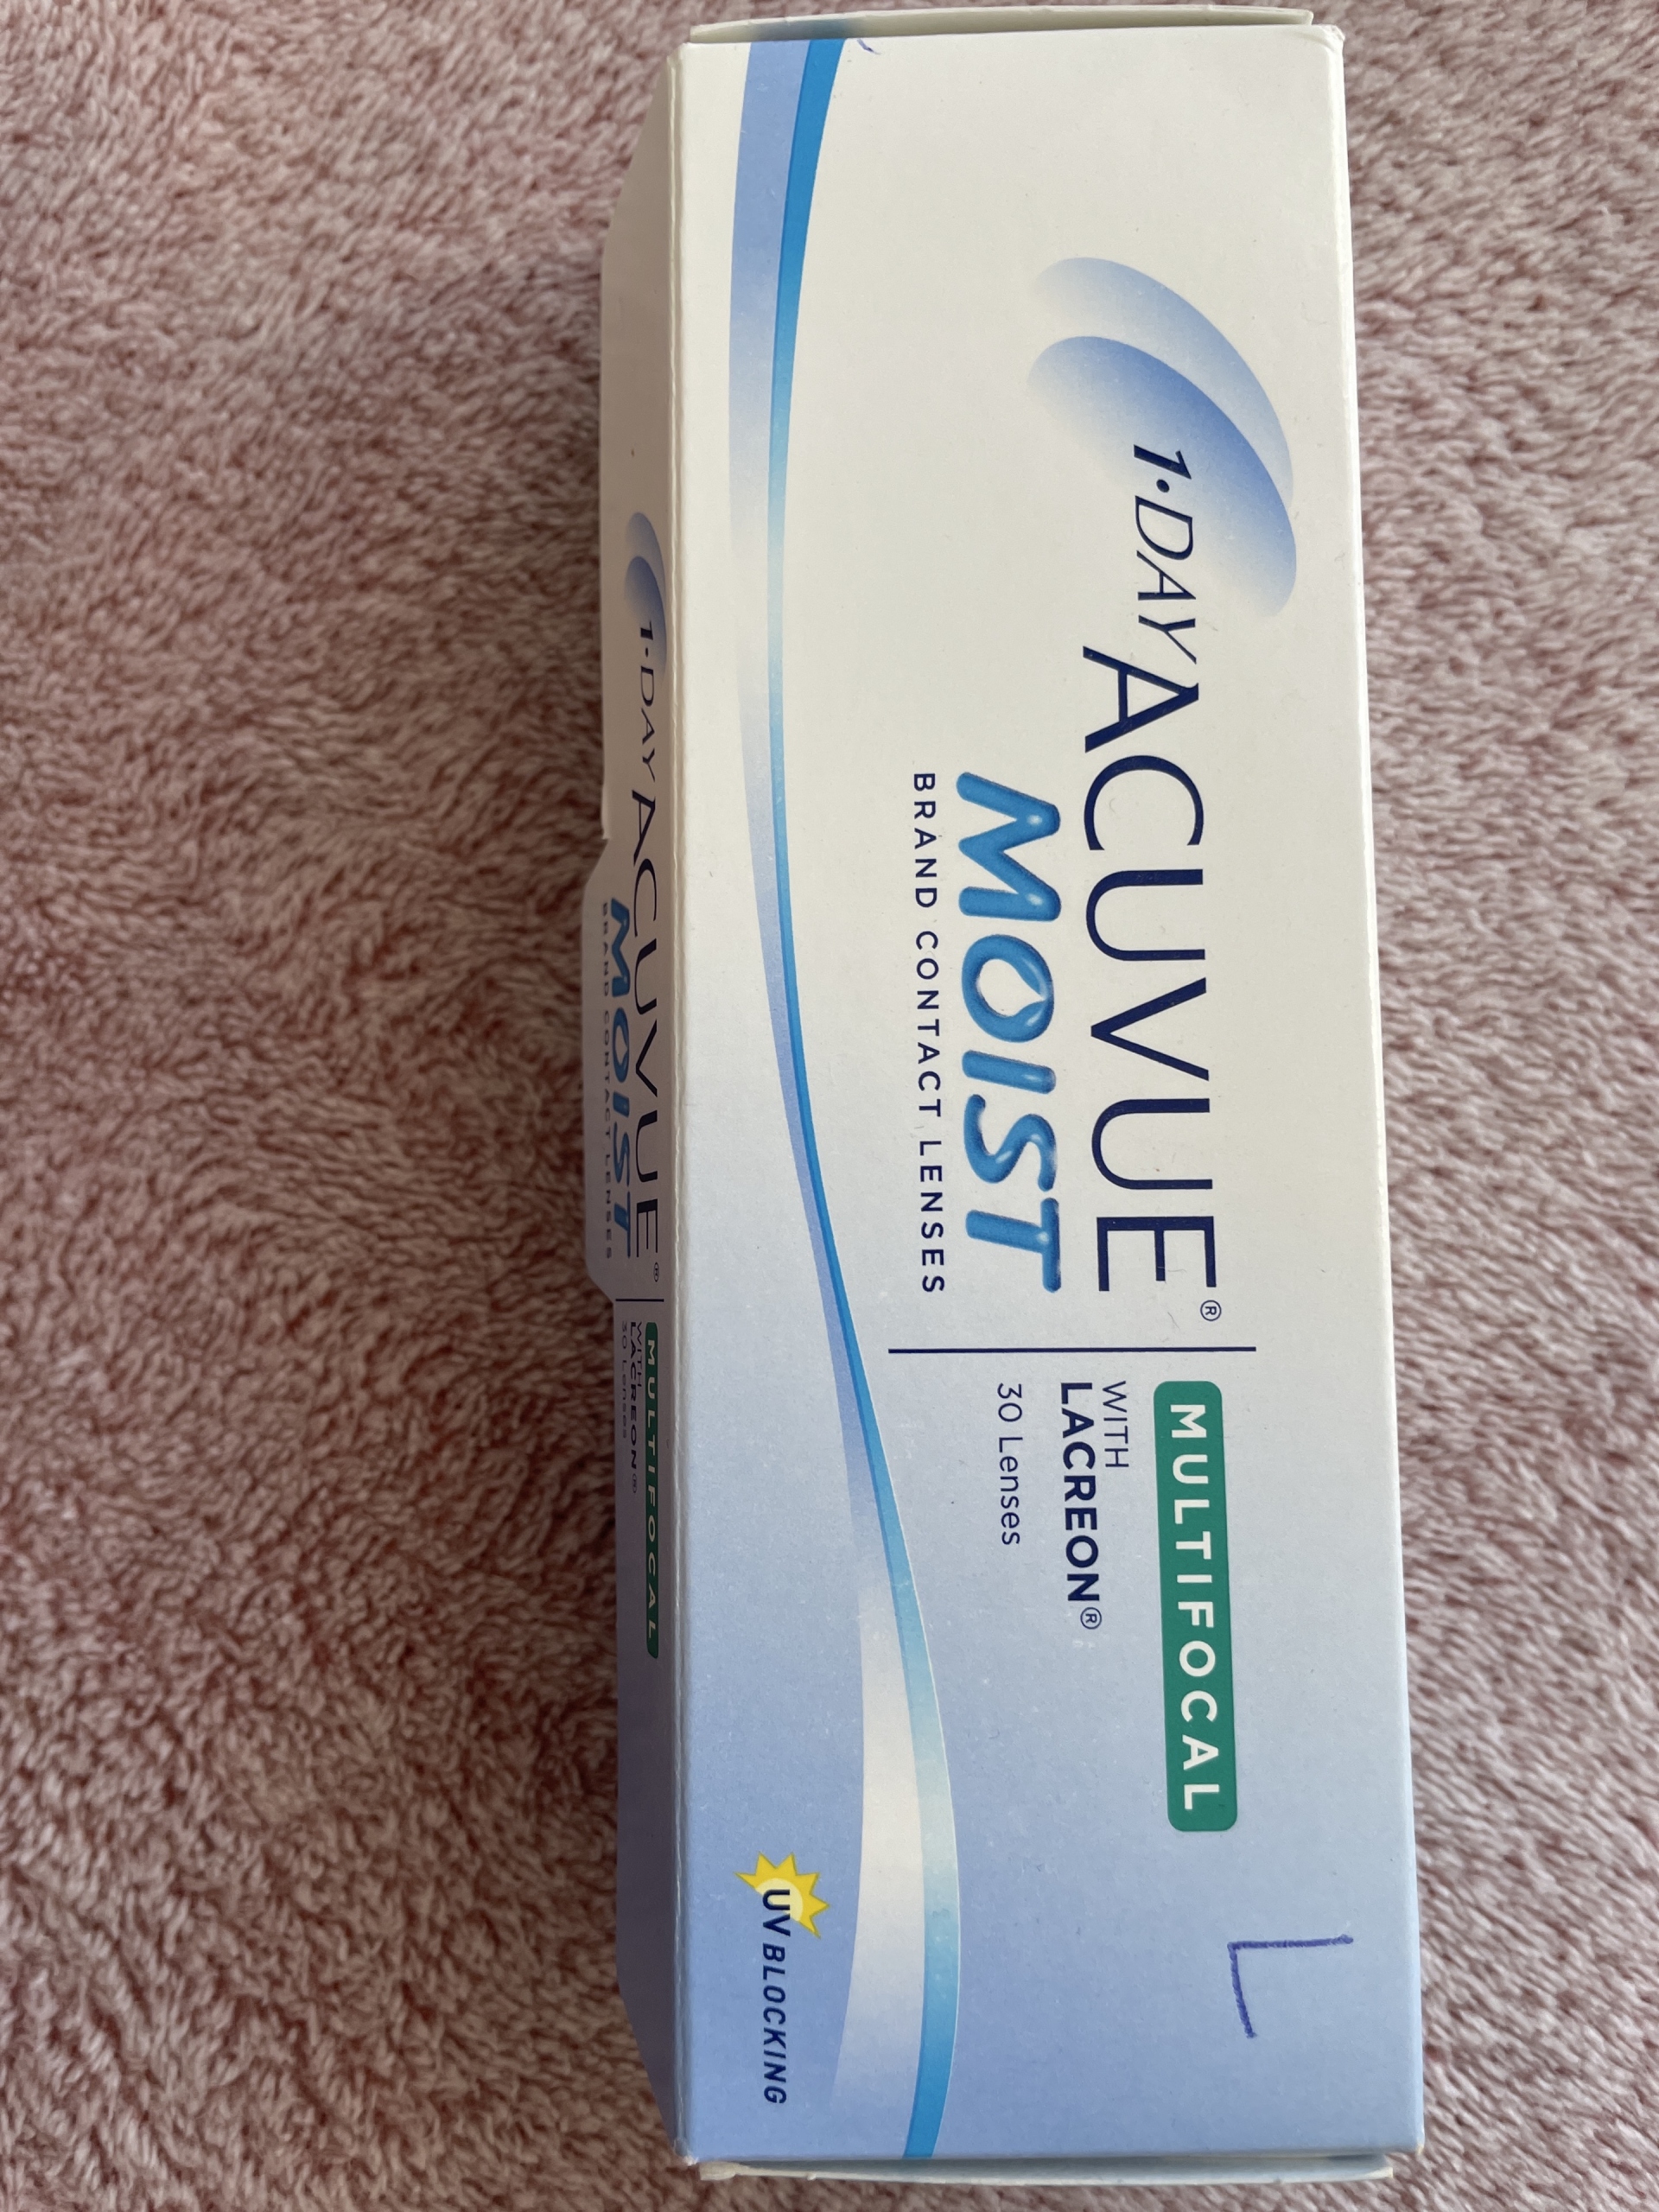 1·DAY ACUVUE®
MOIST
BRAND CONTACT LENSES
MULTIFOCAL
WITH
LACREON®
30 Lenses
L
UV BLOCKING
1·DAY ACUVUE®
MOIST
BRAND CONTACT LENSES
MULTIFOCAL
WITH
LACREON®
30 Lenses